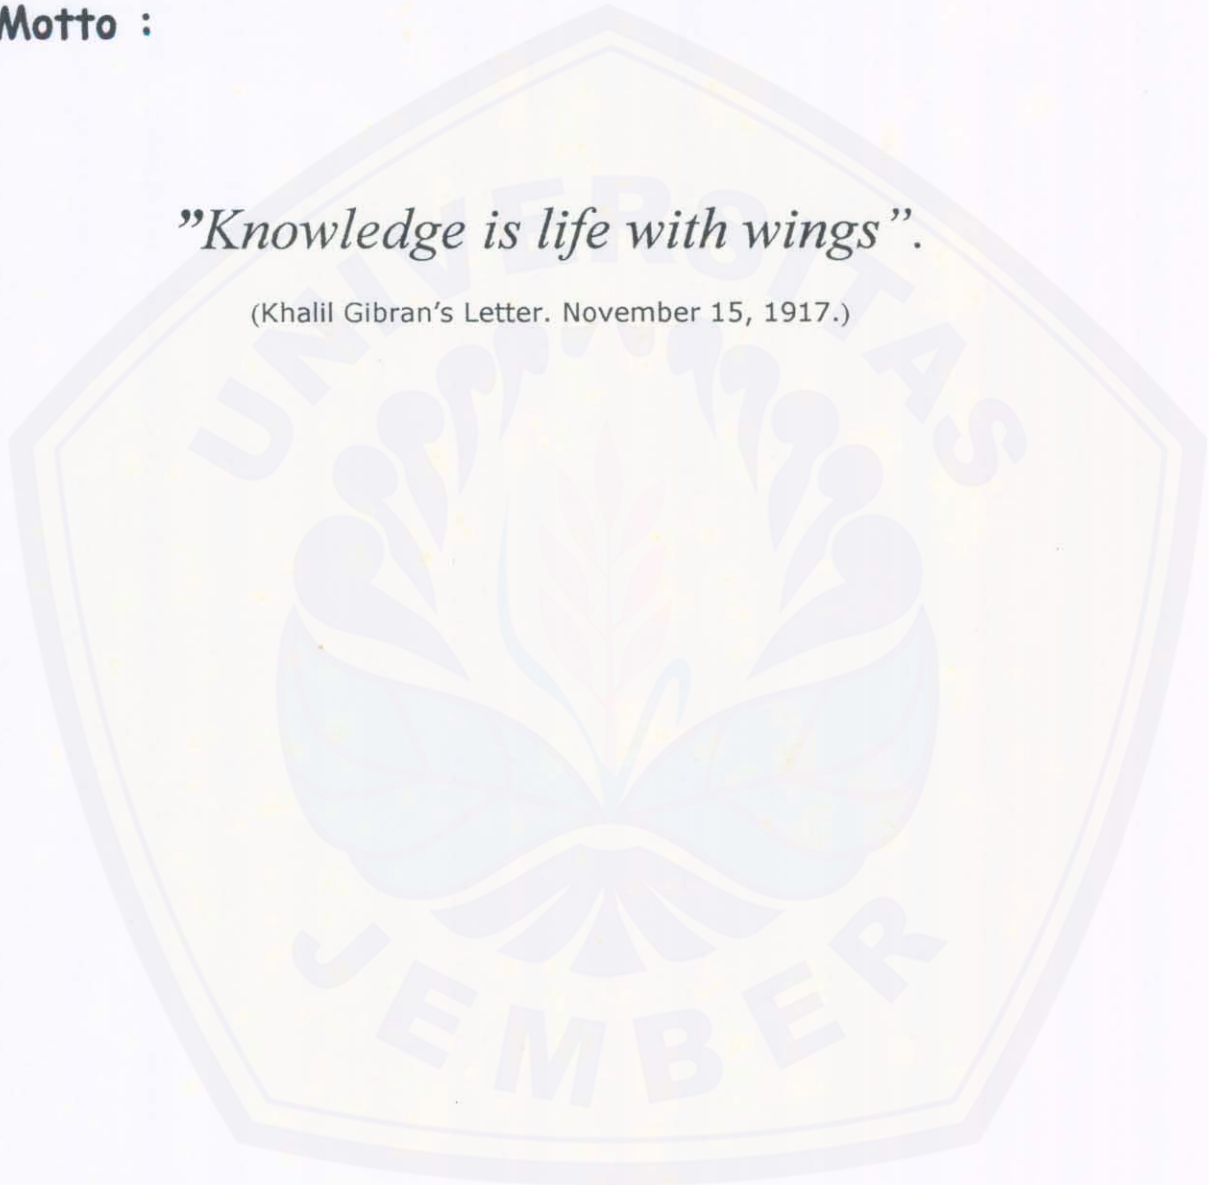 Motto :
”Knowledge is life with wings”.
(Khalil Gibran’s Letter. November 15, 1917.)
UNIVERSITAS
JEMBER